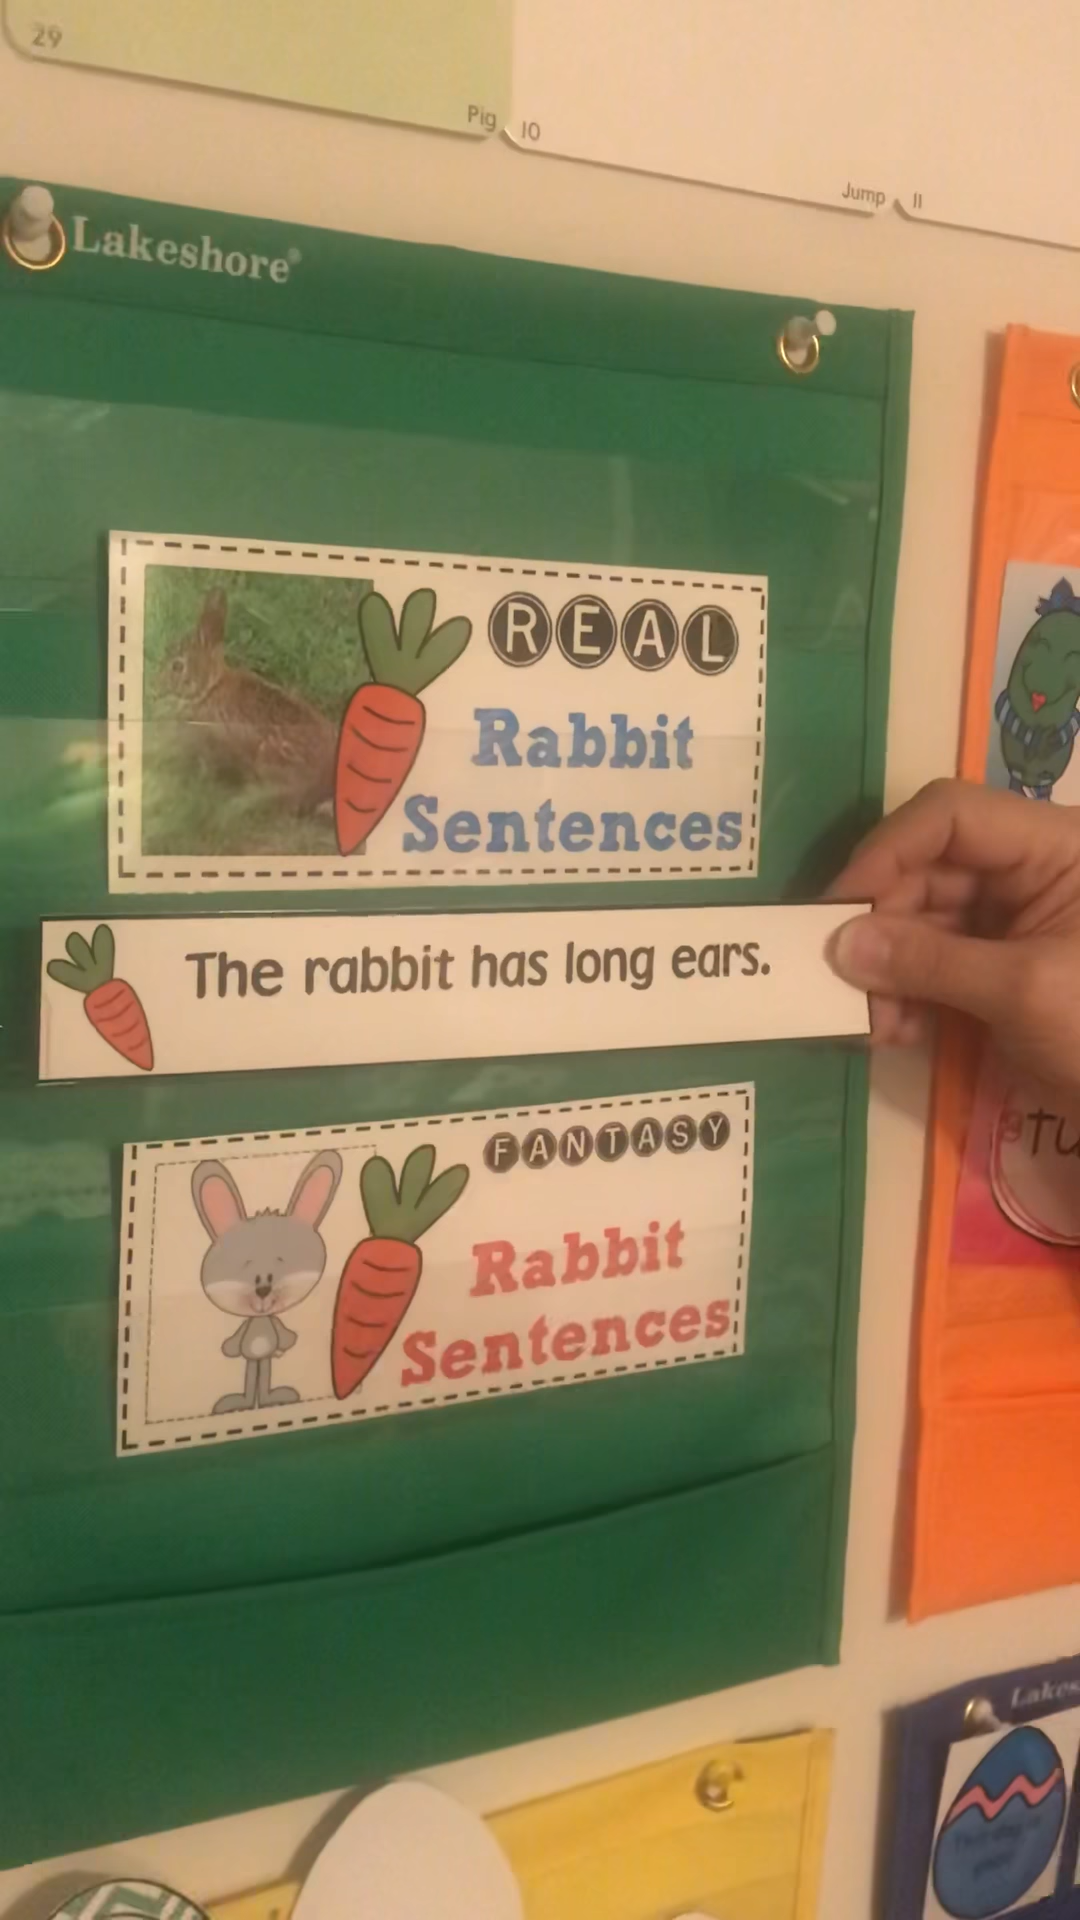 29
Pig 10
Jump 11
Lakeshore®
REAL
Rabbit
Sentences
The rabbit has long ears.
FANTASY
Rabbit
Sentences